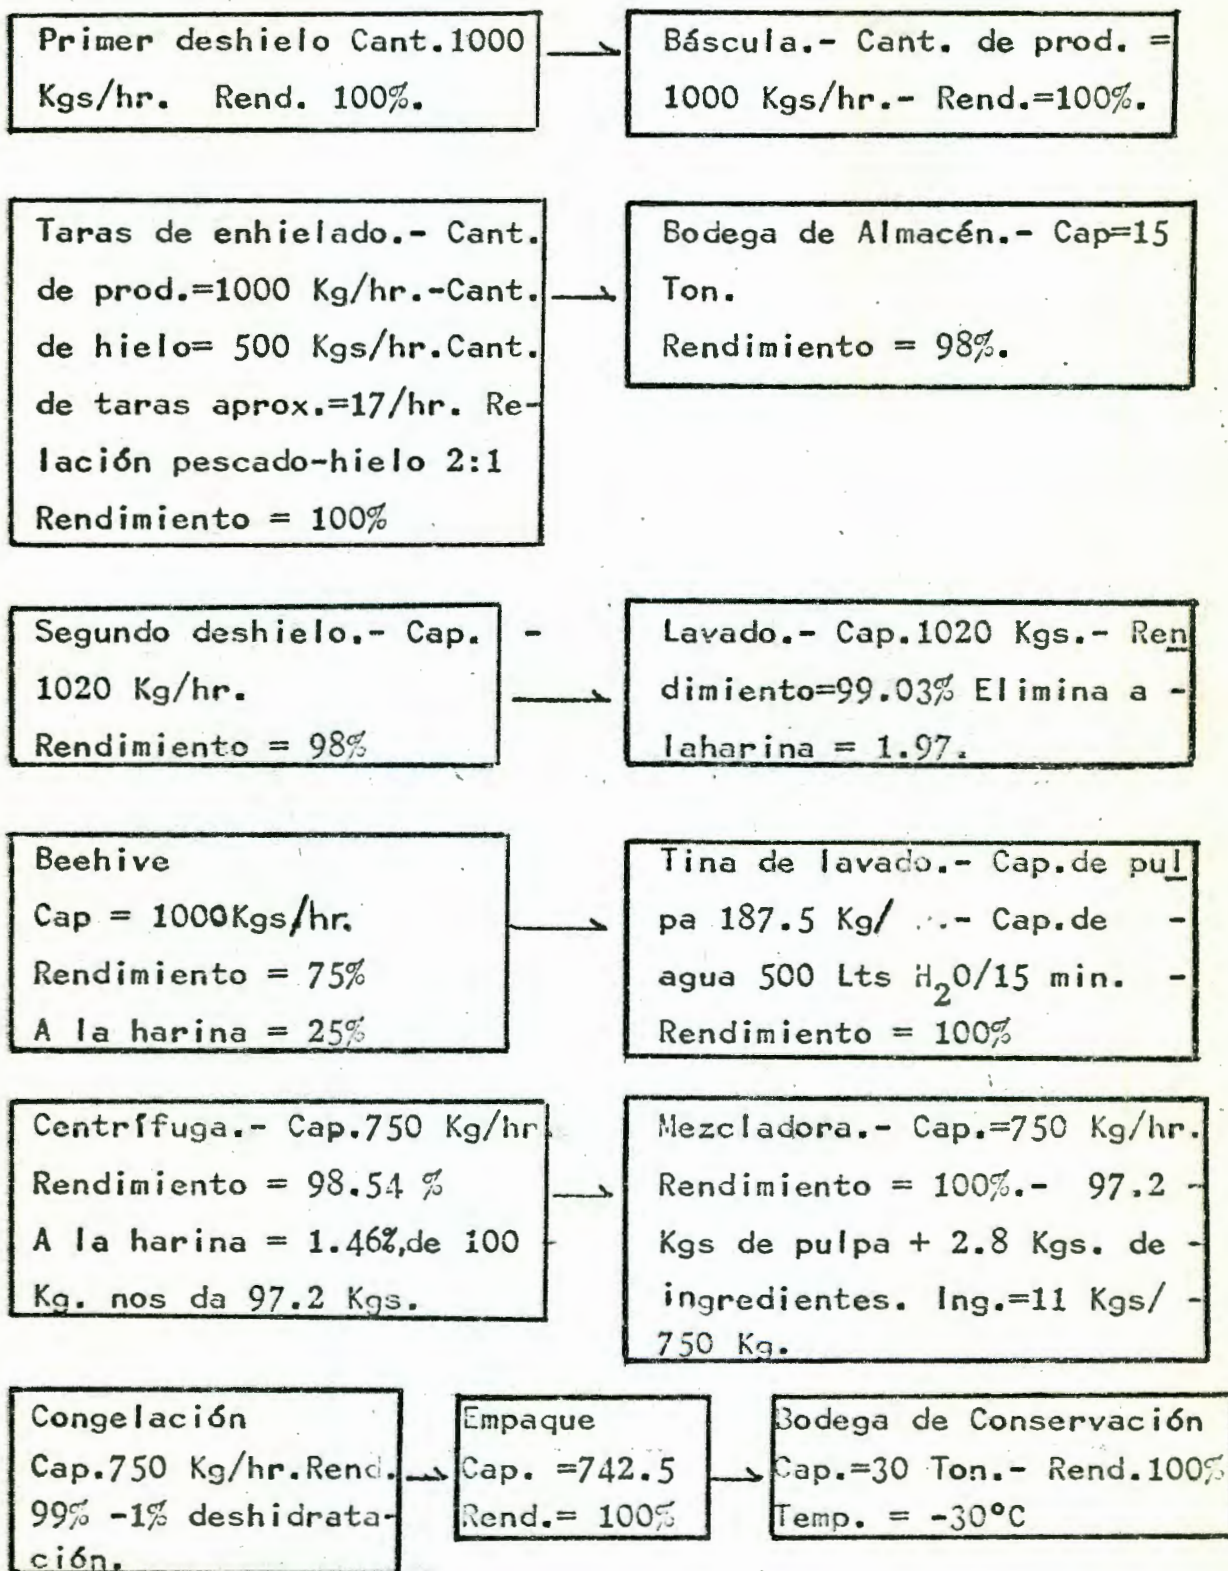 Primer deshielo Cant.1000
Kgs/hr. Rend. 100%.
Báscula.- Cant. de prod. =
1000 Kgs/hr.- Rend.=100%.
Taras de enhielado.- Cant.
de prod.=1000 Kg/hr.-Cant.
de hielo= 500 Kgs/hr.Cant.
de taras aprox.=17/hr. Re-
lación pescado-hielo 2:1
Rendimiento = 100%
Bodega de Almacén.- Cap=15
Ton.
Rendimiento = 98%.
Segundo deshielo.- Cap. -
1020 Kg/hr.
Rendimiento = 98%
Lavado.- Cap.1020 Kgs.- Ren
dimiento=99.03% Elimina a -
laharina = 1.97.
Beehive
Cap = 1000Kgs/hr.
Rendimiento = 75%
A la harina = 25%
Tina de lavado.- Cap.de pul
pa 187.5 Kg/ .- Cap.de -
agua 500 Lts H₂O/15 min. -
Rendimiento = 100%
Centrífuga.- Cap.750 Kg/hr.
Rendimiento = 98.54 %
A la harina = 1.46%,de 100 -
Kg. nos da 97.2 Kgs.
Mezcladora.- Cap.=750 Kg/hr.
Rendimiento = 100%.- 97.2 -
Kgs de pulpa + 2.8 Kgs. de -
ingredientes. Ing.=11 Kgs/ -
750 Kg.
Congelación
Cap.750 Kg/hr.Rend.
99% -1% deshidrata-
ción.
Empaque
Cap. =742.5
Rend.= 100%
Bodega de Conservación
Cap.=30 Ton.- Rend.100%
Temp. = -30°C